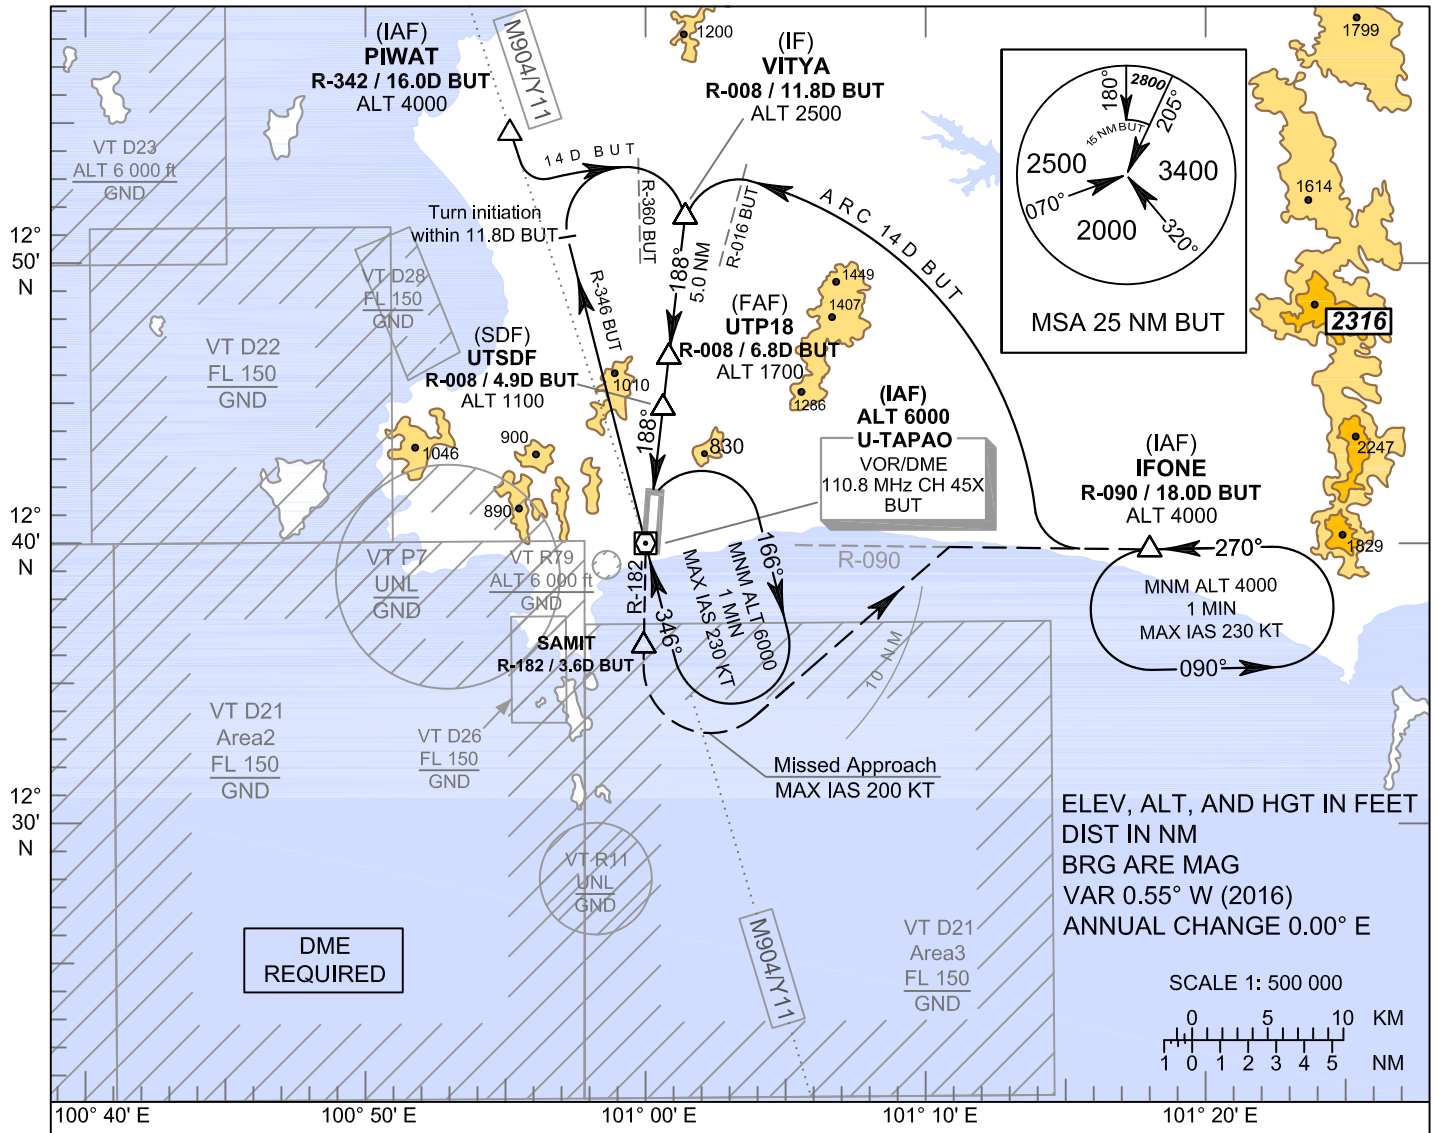 (IAF)
PIWAT
R-342 / 16.0D BUT
ALT 4000
M904/Y11
1200
(IF)
VITYA
R-008 / 11.8D BUT
ALT 2500
1799
180°
2800
205°
15 NM BUT
2500
3400
070°
2000
320°
MSA 25 NM BUT
VT D23
ALT 6 000 ft
GND
14 D BUT
R-360 BUT
R-016 BUT
ARC 14D BUT
1614
Turn initiation
within 11.8D BUT
12°
50'
N
VT D28
FL 150
GND
R-346 BUT
188°
5.0 NM
1449
1407
(FAF)
UTP18
R-008 / 6.8D BUT
ALT 1700
2316
(SDF)
UTSDF
R-008 / 4.9D BUT
ALT 1100
VT D22
FL 150
GND
1010
1286
188°
900
1046
830
890
(IAF)
ALT 6000
U-TAPAO
VOR/DME
110.8 MHz CH 45X
BUT
(IAF)
IFONE
R-090 / 18.0D BUT
ALT 4000
2247
1829
12°
40'
N
VT P7
UNL
GND
VT R79
ALT 6 000 ft
GND
R-182
346°
MAX IAS 230 KT
1 MIN
MNM ALT 6000
166°
R-090
270°
MNM ALT 4000
1 MIN
MAX IAS 230 KT
090°
SAMIT
R-182 / 3.6D BUT
10 NM
VT D21
Area2
FL 150
GND
VT D26
FL 150
GND
Missed Approach
MAX IAS 200 KT
12°
30'
N
VT R11
UNL
GND
ELEV, ALT, AND HGT IN FEET
DIST IN NM
BRG ARE MAG
VAR 0.55° W (2016)
ANNUAL CHANGE 0.00° E
DME
REQUIRED
M904/Y11
VT D21
Area3
FL 150
GND
SCALE 1: 500 000
0 5 10 KM
1 0 1 2 3 4 5 NM
100° 40' E
100° 50' E
101° 00' E
101° 10' E
101° 20' E